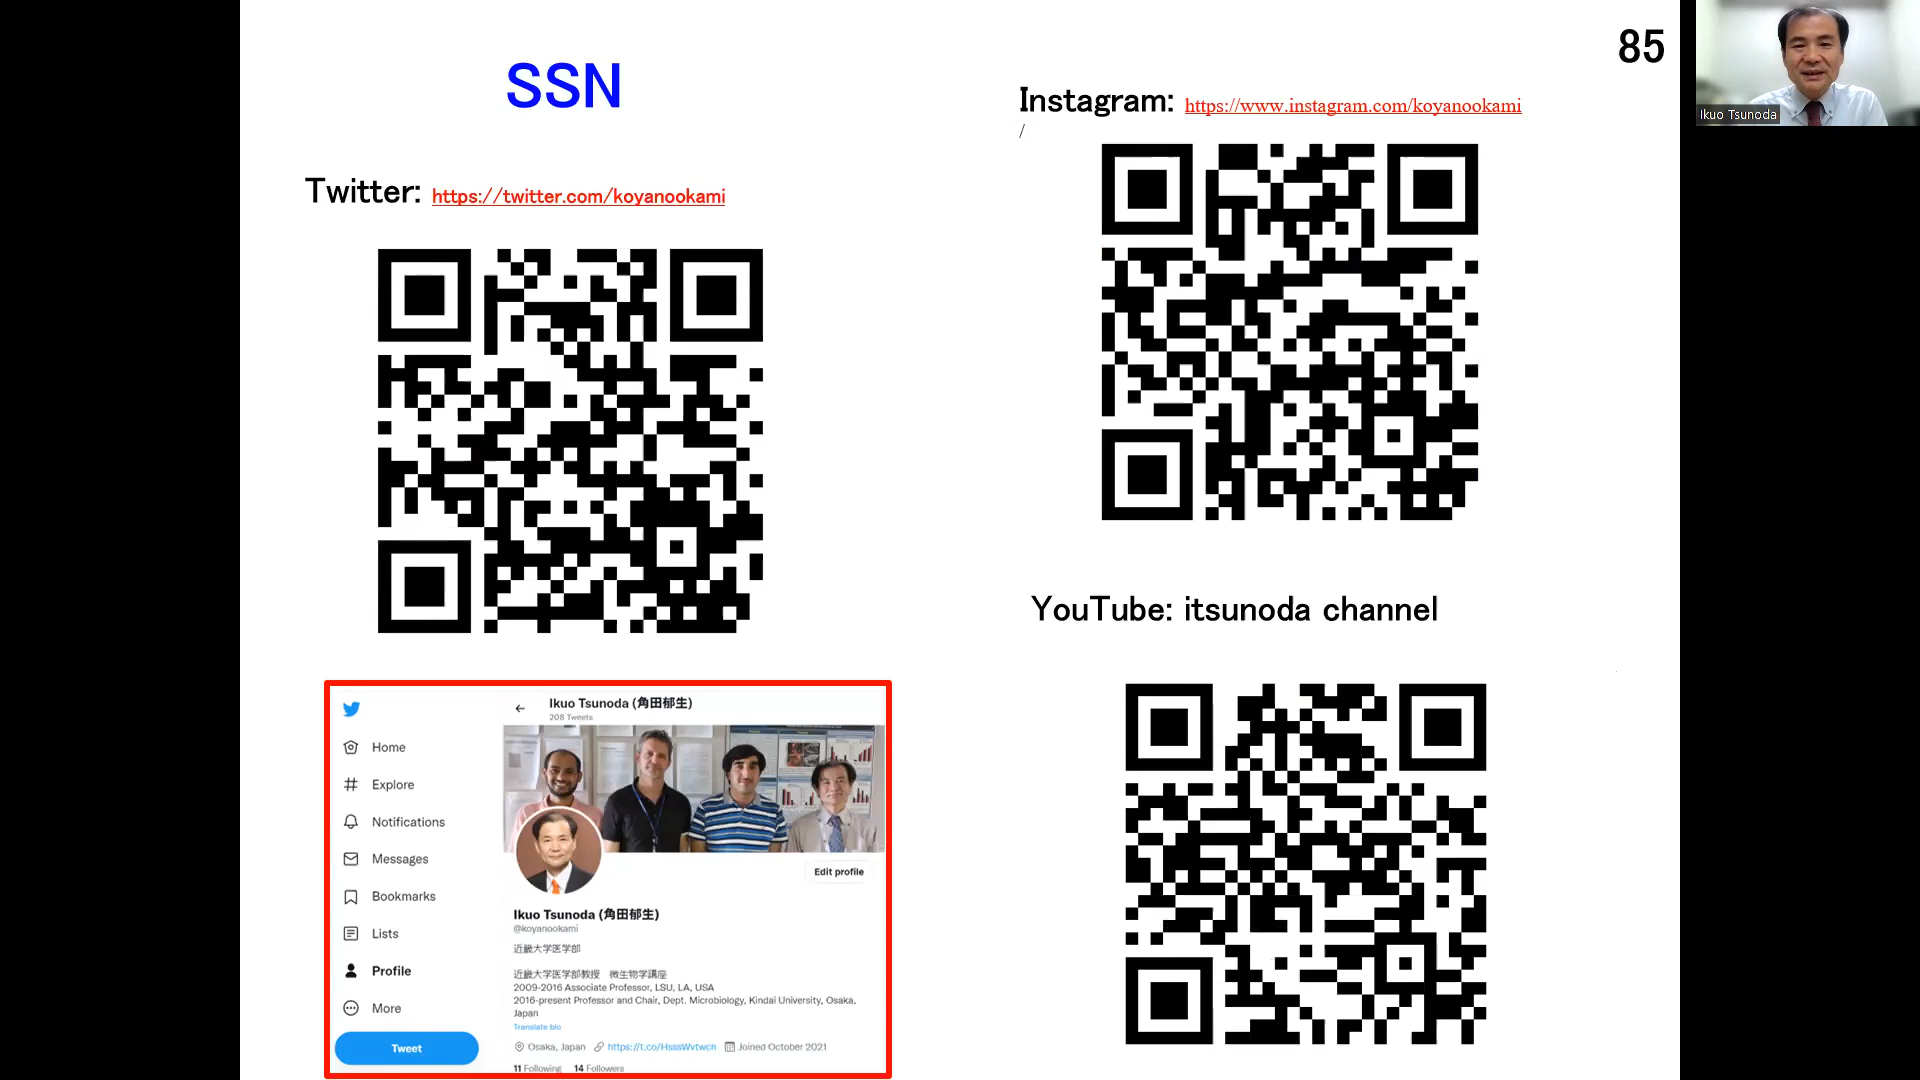 85
SSN
Twitter: https://twitter.com/koyanookami
Instagram: https://www.instagram.com/koyanookami
/
YouTube: itsunoda channel
Ikuo Tsunoda
Ikuo Tsunoda (角田郁生)
208 Tweets
Home
Explore
Notifications
Messages
Bookmarks
Lists
Profile
More
Tweet
Edit profile
Ikuo Tsunoda (角田郁生)
@koyanookami
近畿大学医学部
近畿大学医学部教授　微生物学講座
2009-2016 Associate Professor, LSU, LA, USA
2016-present Professor and Chair, Dept. Microbiology, Kindai University, Osaka,
Japan
Translate bio
Osaka, Japan https://t.co/HsssWvtwcn Joined October 2021
11 Following 14 Followers